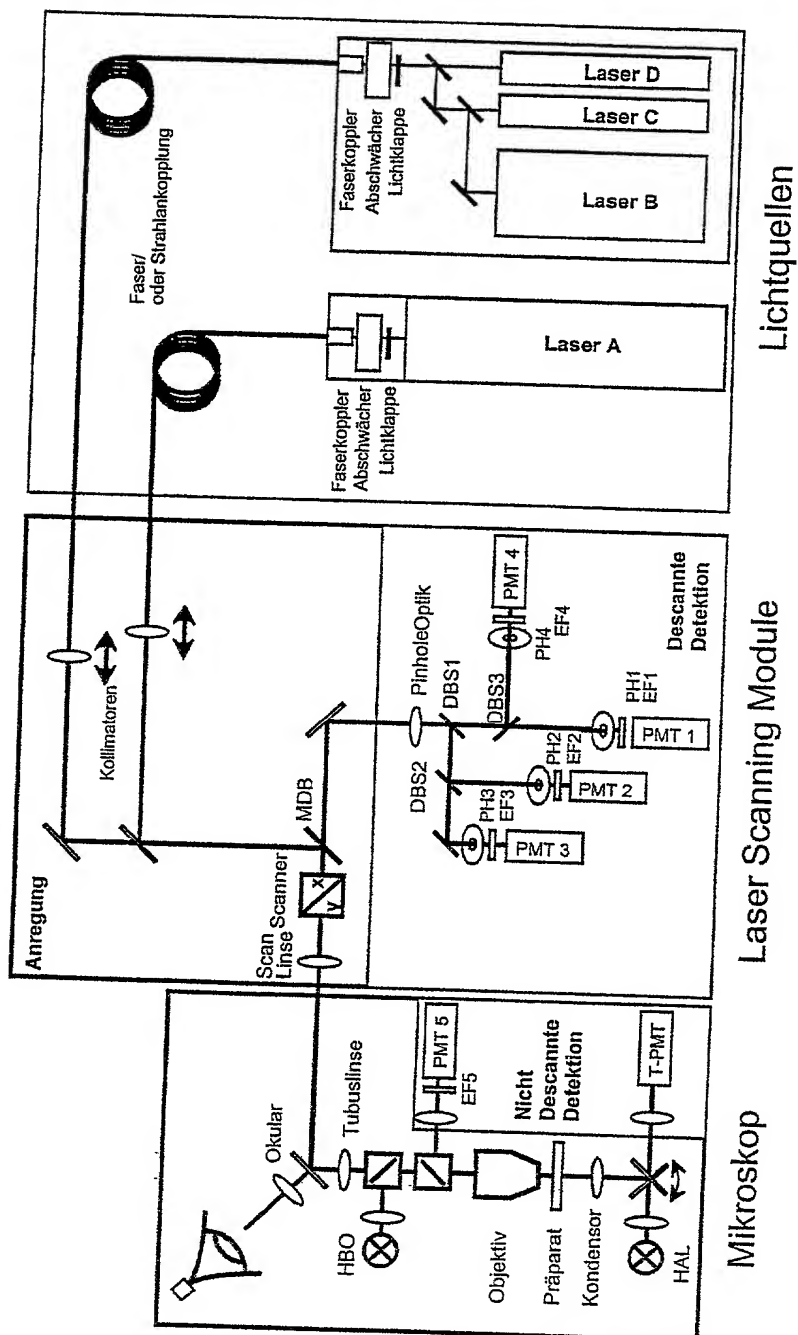 Faser/
oder Strahlankopplung
Faserkoppler
Abschwächer
Lichtklappe
Laser D
Laser C
Laser B
Faserkoppler
Abschwächer
Lichtklappe
Laser A
Lichtquellen
Anregung
Kollimatoren
MDB
Scanner
x
y
Scan
Linse
PinholeOptik
DBS1
DBS2
DBS3
PMT 4
PH4
EF4
PH1
EF1
PMT 1
PH2
EF2
PMT 2
PH3
EF3
PMT 3
Descannte
Detektion
Laser Scanning Module
Okular
Tubuslinse
HBO
PMT 5
EF5
Nicht
Descannte
Detektion
Objektiv
Präparat
Kondensor
HAL
T-PMT
Mikroskop